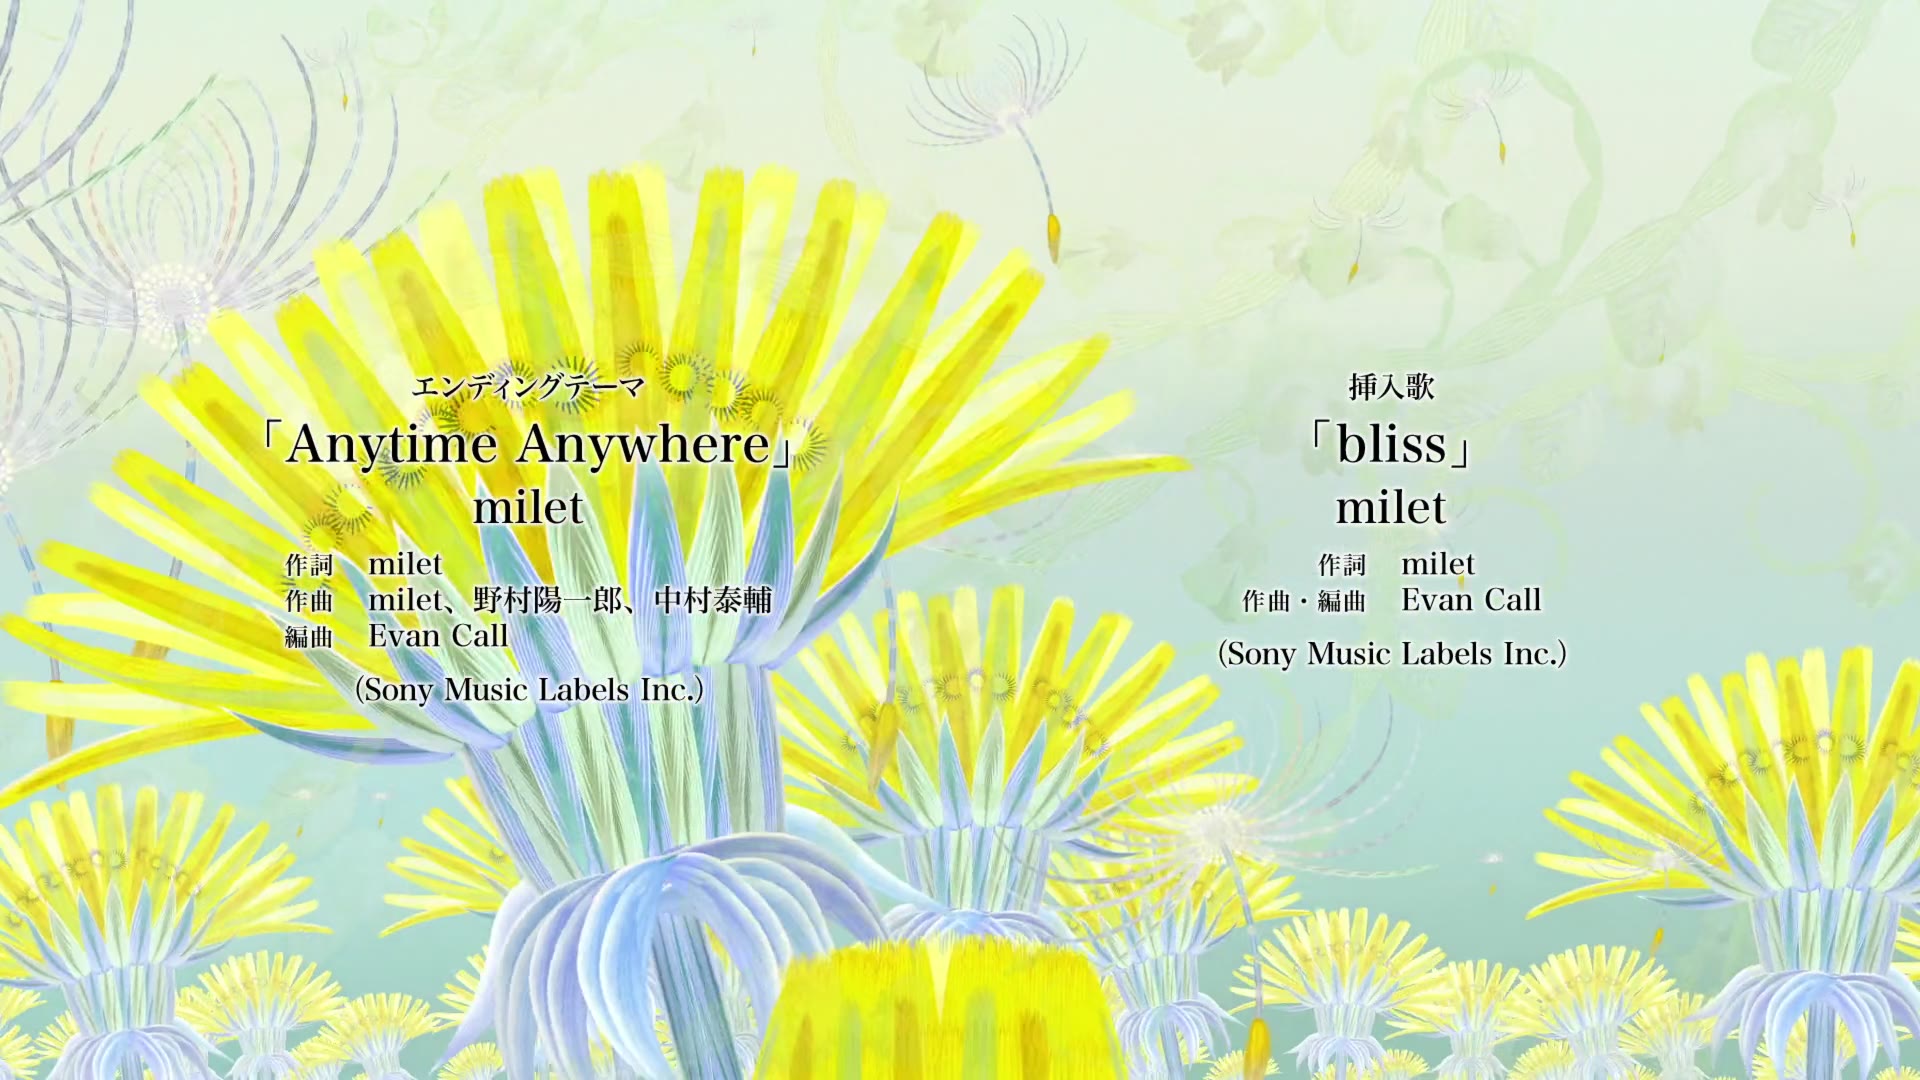 エンディングテーマ
「Anytime Anywhere」
milet
作詞 milet
作曲 milet、野村陽一郎、中村泰輔
編曲 Evan Call
(Sony Music Labels Inc.)
挿入歌
「bliss」
milet
作詞 milet
作曲・編曲 Evan Call
(Sony Music Labels Inc.)